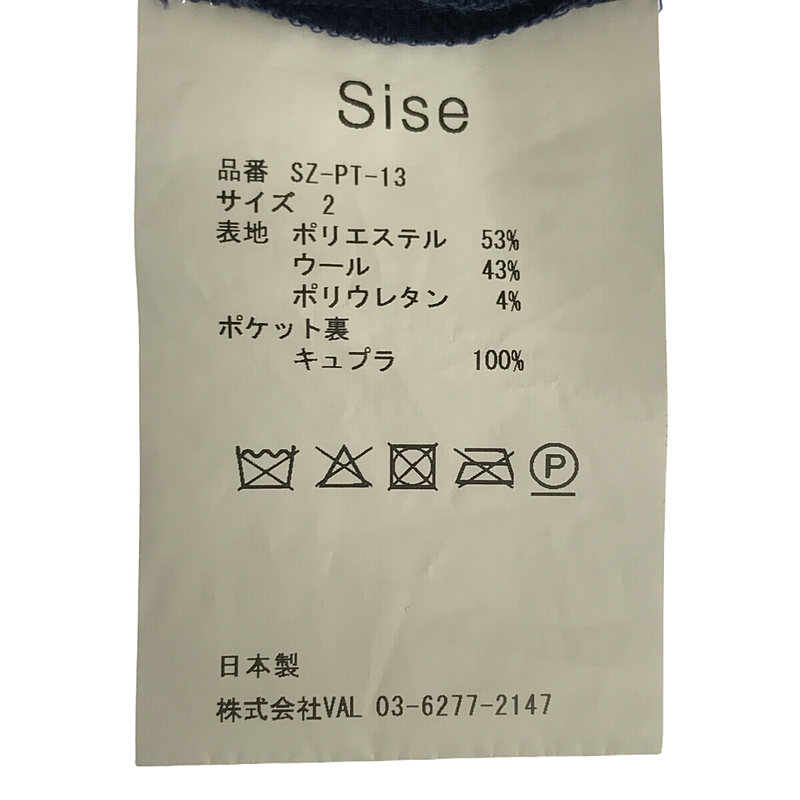 Sise
品番 SZ-PT-13
サイズ 2
表地 ポリエステル 53%
ウール 43%
ポリウレタン 4%
ポケット裏
キュプラ 100%
P
日本製
株式会社VAL 03-6277-2147